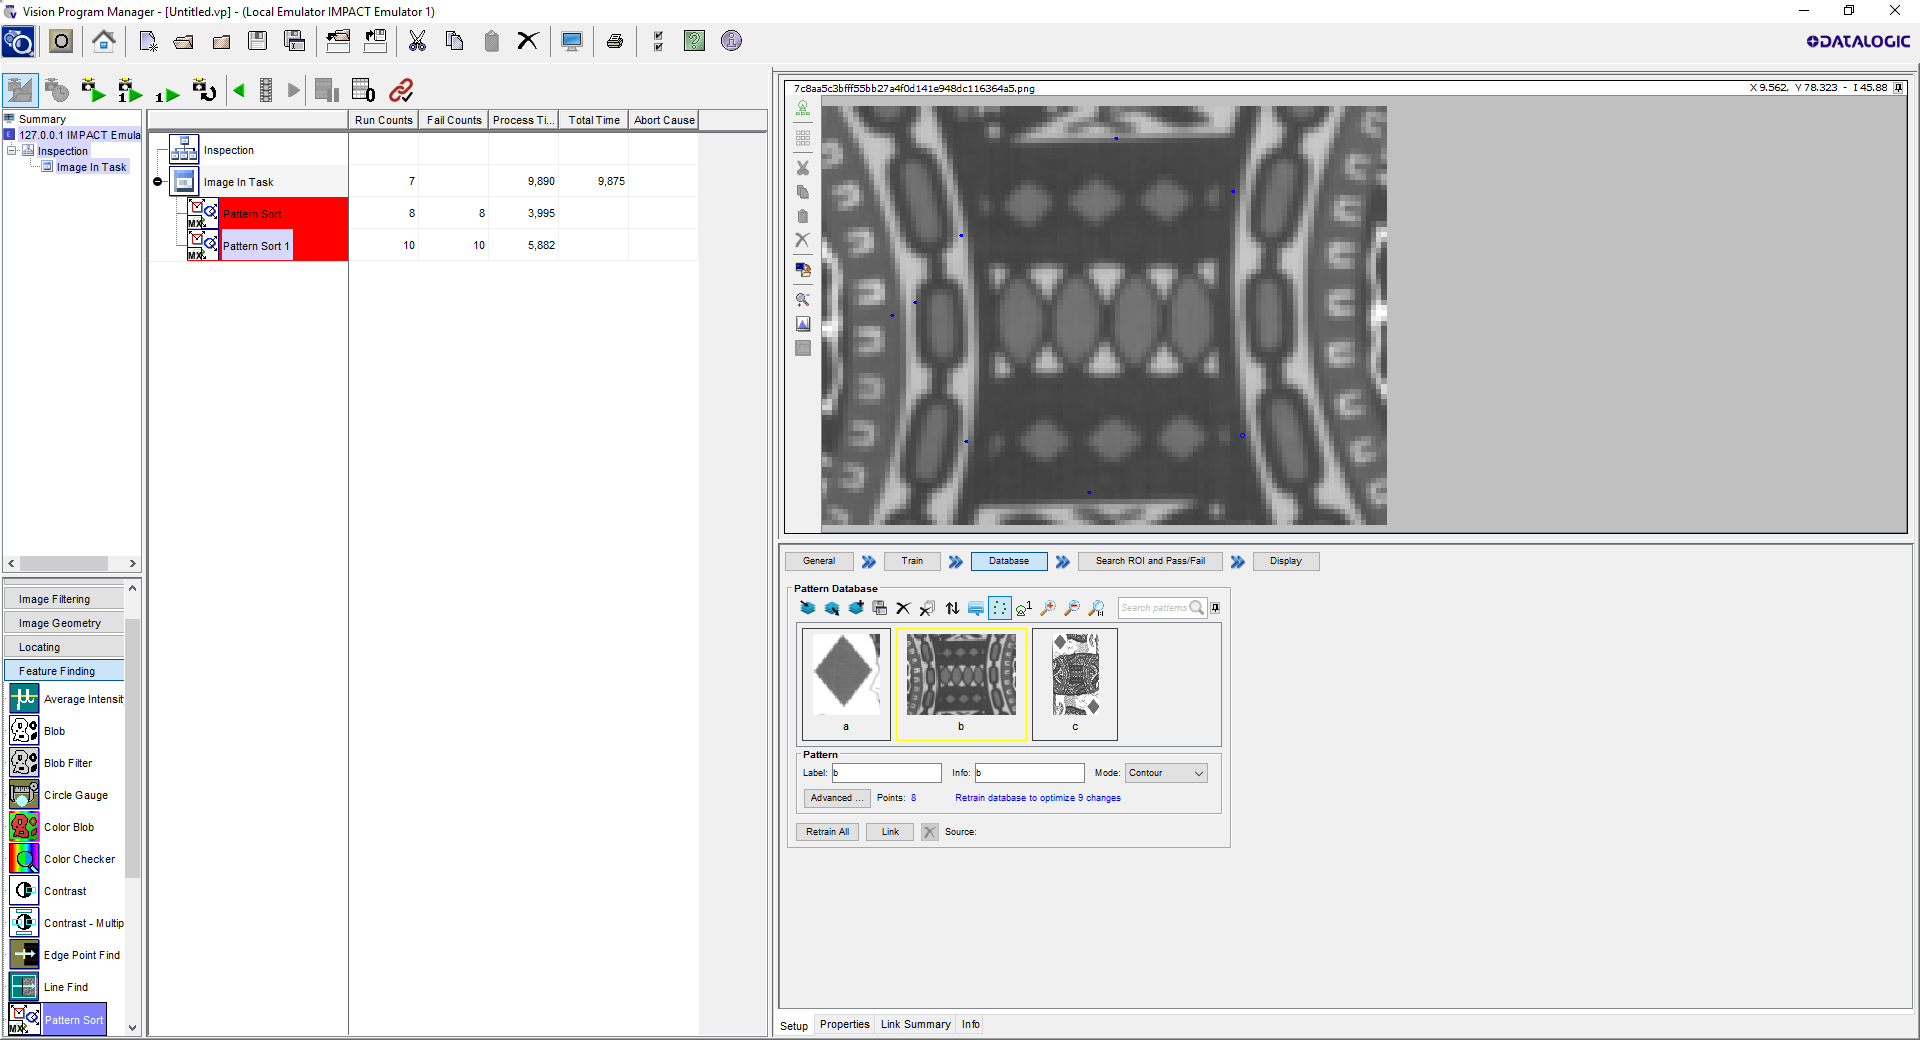 Vision Program Manager - [Untitled.vp] - (Local Emulator IMPACT Emulator 1)
DATALOGIC
Summary
127.0.0.1 IMPACT Emula
Inspection
Image In Task
Run Counts Fail Counts Process Ti... Total Time Abort Cause
Inspection
Image In Task 7 9,890 9,875
Pattern Sort 8 8 3,995
Pattern Sort 1 10 10 5,882
7c8aa5c3bfff55bb27a4f0d141e948dc116364a5.png
X 9.562, Y 78.323 - I 45.88
Image Filtering
Image Geometry
Locating
Feature Finding
Average Intensit
Blob
Blob Filter
Circle Gauge
Color Blob
Color Checker
Contrast
Contrast - Multip
Edge Point Find
Line Find
Pattern Sort
General Train Database Search ROI and Pass/Fail Display
Pattern Database
Search patterns
a b c
Pattern
Label: b Info: b Mode: Contour
Advanced ... Points: 8 Retrain database to optimize 9 changes
Retrain All Link Source:
Setup Properties Link Summary Info